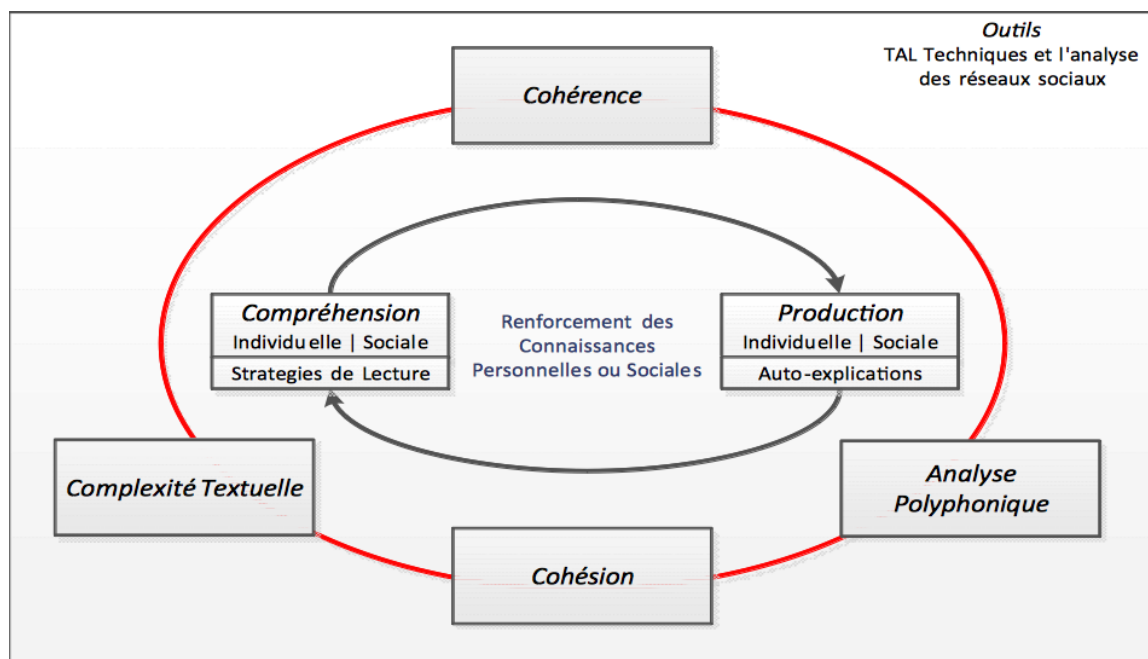 Outils
TAL Techniques et l'analyse
des réseaux sociaux
Cohérence
Compréhension
Individuelle | Sociale
Strategies de Lecture
Renforcement des
Connaissances
Personnelles ou Sociales
Production
Individuelle | Sociale
Auto-explications
Complexité Textuelle
Analyse
Polyphonique
Cohésion